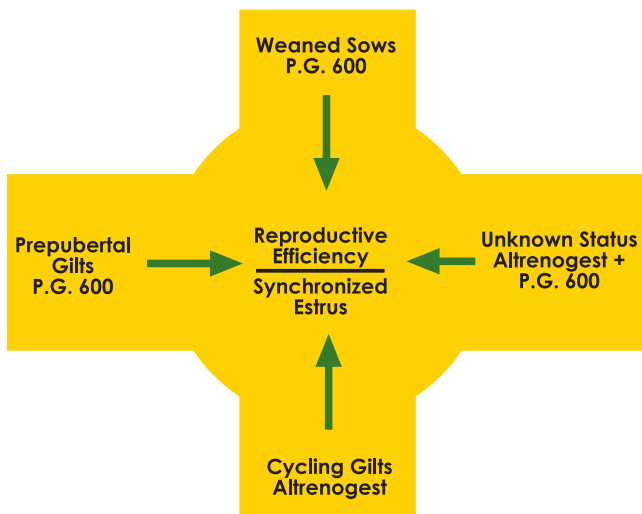 Weaned Sows
P.G. 600
Prepubertal
Gilts
P.G. 600
Reproductive
Efficiency
Synchronized
Estrus
Unknown Status
Altrenogest +
P.G. 600
Cycling Gilts
Altrenogest